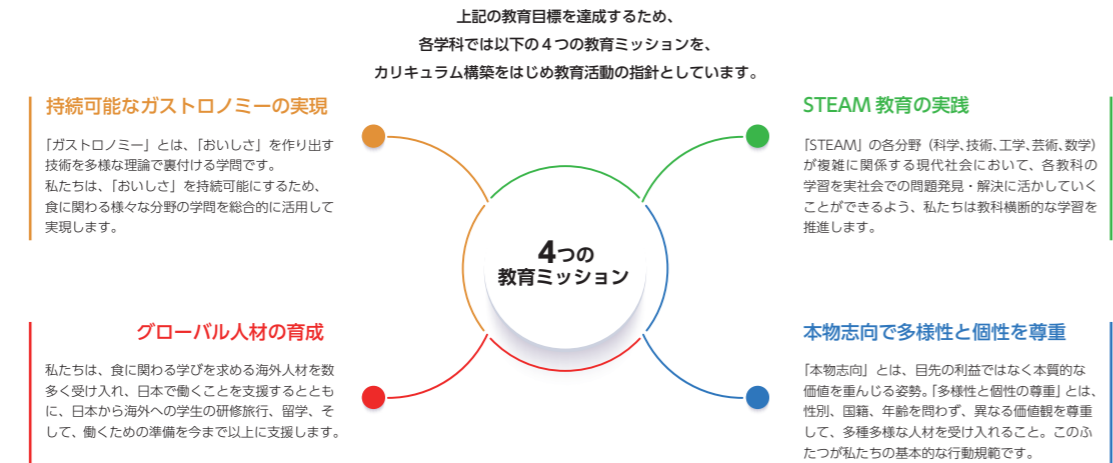 上記の教育目標を達成するため、
各学科では以下の4つの教育ミッションを、
カリキュラム構築をはじめ教育活動の指針としています。
持続可能なガストロノミーの実現
「ガストロノミー」とは、「おいしさ」を作り出す
技術を多様な理論で裏付ける学問です。
私たちは、「おいしさ」を持続可能にするため、
食に関わる様々な分野の学問を総合的に活用して
実現します。
STEAM 教育の実践
「STEAM」の各分野（科学、技術、工学、芸術、数学）
が複雑に関係する現代社会において、各教科の
学習を実社会での問題発見・解決に活かしていく
ことができるよう、私たちは教科横断的な学習を
推進します。
4つの
教育ミッション
グローバル人材の育成
私たちは、食に関わる学びを求める海外人材を数
多く受け入れ、日本で働くことを支援するととも
に、日本から海外への学生の研修旅行、留学、そ
して、働くための準備を今まで以上に支援します。
本物志向で多様性と個性を尊重
「本物志向」とは、目先の利益ではなく本質的な
価値を重んじる姿勢。「多様性と個性の尊重」とは、
性別、国籍、年齢を問わず、異なる価値観を尊重
して、多種多様な人材を受け入れること。このふ
たつが私たちの基本的な行動規範です。